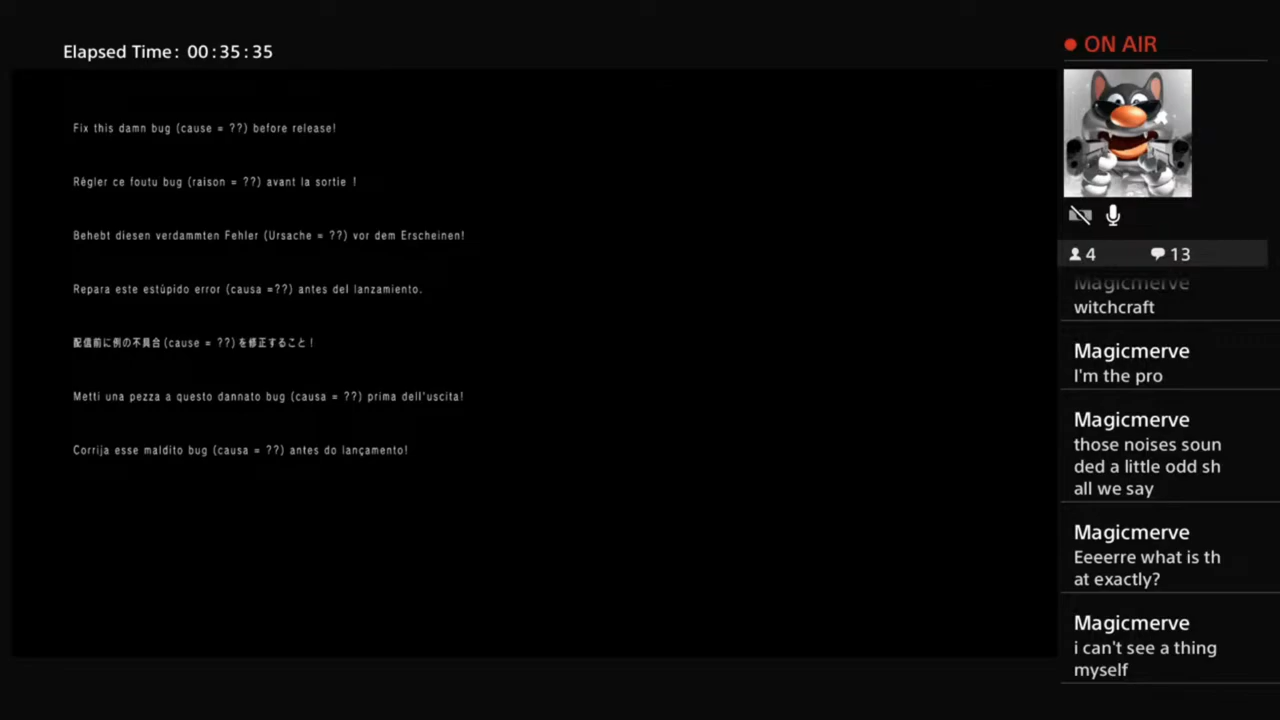 Elapsed Time: 00:35:35
Fix this damn bug (cause = ??) before release!
Règler ce foutu bug (raison = ??) avant la sortie !
Behebt diesen verdammten Fehler (Ursache = ??) vor dem Erscheinen!
Repara este estúpido error (causa =??) antes del lanzamiento.
配信前に例の不具合(cause = ??)を修正すること！
Metti una pezza a questo dannato bug (causa = ??) prima dell'uscita!
Corrija esse maldito bug (causa = ??) antes do lançamento!
ON AIR
4
13
Magicmerve
witchcraft
Magicmerve
I'm the pro
Magicmerve
those noises soun
ded a little odd sh
all we say
Magicmerve
Eeeerre what is th
at exactly?
Magicmerve
i can't see a thing
myself